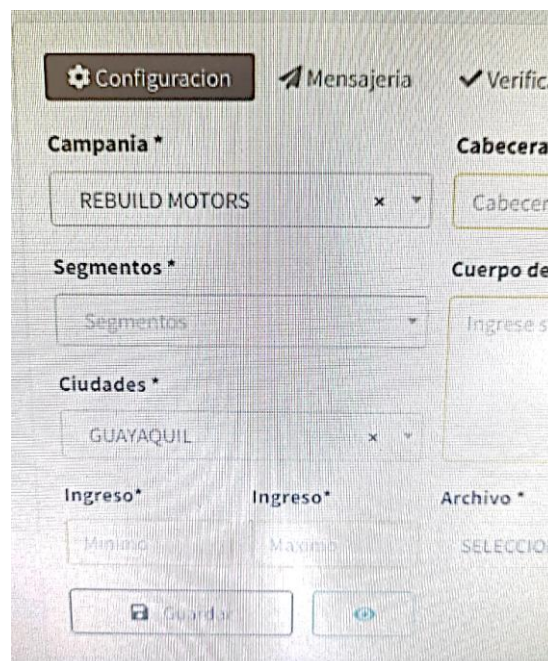 Configuracion Mensajeria Verific
Campania * Cabecera
REBUILD MOTORS × Cabecer
Segmentos * Cuerpo de
Segmentos Ingrese s
Ciudades *
GUAYAQUIL ×
Ingreso* Ingreso* Archivo *
Minimo Maximo SELECCIO
Guardar